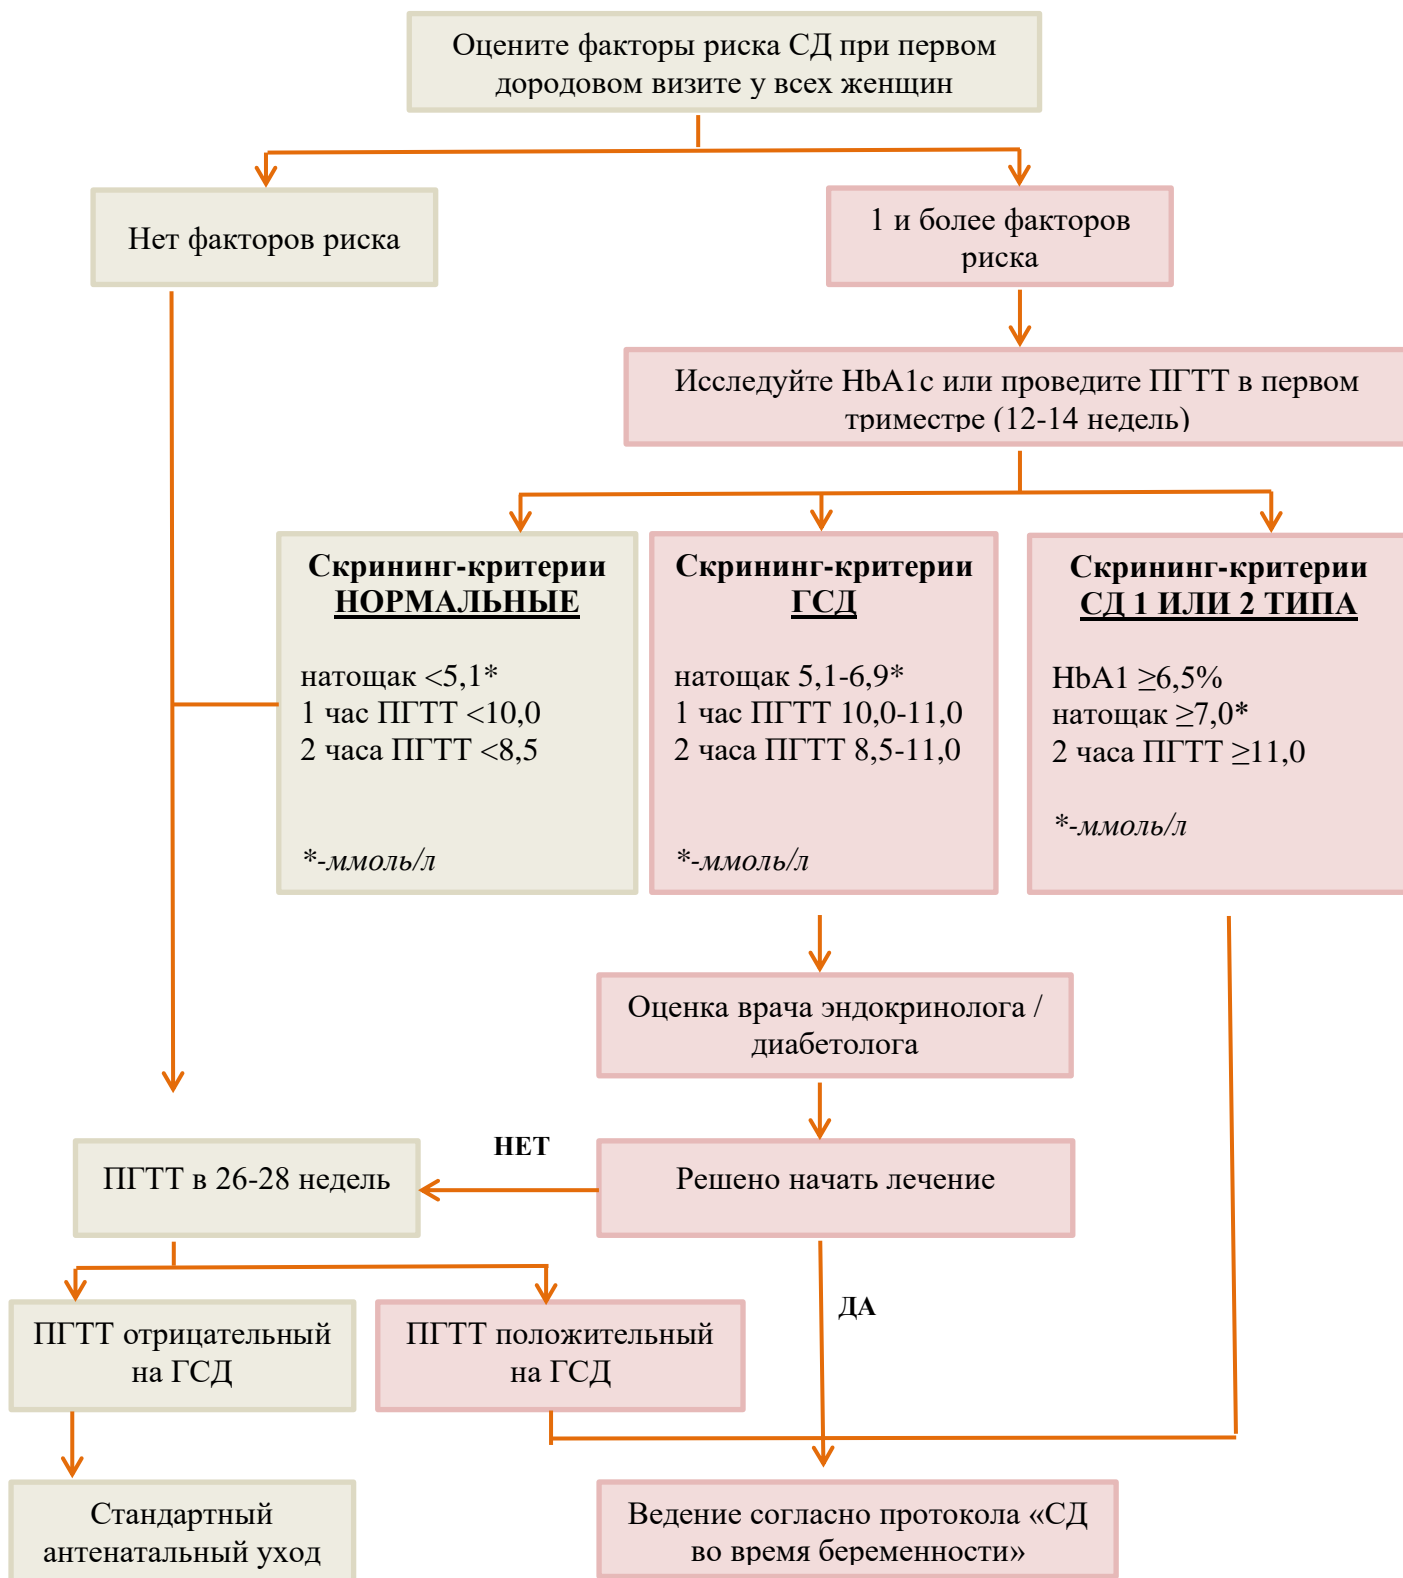 Оцените факторы риска СД при первом
дородовом визите у всех женщин
Нет факторов риска
1 и более факторов
риска
Исследуйте HbA1c или проведите ПГТТ в первом
триместре (12-14 недель)
Скрининг-критерии
НОРМАЛЬНЫЕ
натощак <5,1*
1 час ПГТТ <10,0
2 часа ПГТТ <8,5
*-ммоль/л
Скрининг-критерии
ГСД
натощак 5,1-6,9*
1 час ПГТТ 10,0-11,0
2 часа ПГТТ 8,5-11,0
*-ммоль/л
Скрининг-критерии
СД 1 ИЛИ 2 ТИПА
HbA1 ≥6,5%
натощак ≥7,0*
2 часа ПГТТ ≥11,0
*-ммоль/л
Оценка врача эндокринолога /
диабетолога
Решено начать лечение
НЕТ
ПГТТ в 26-28 недель
ДА
ПГТТ отрицательный
на ГСД
ПГТТ положительный
на ГСД
Стандартный
антенатальный уход
Ведение согласно протокола «СД
во время беременности»